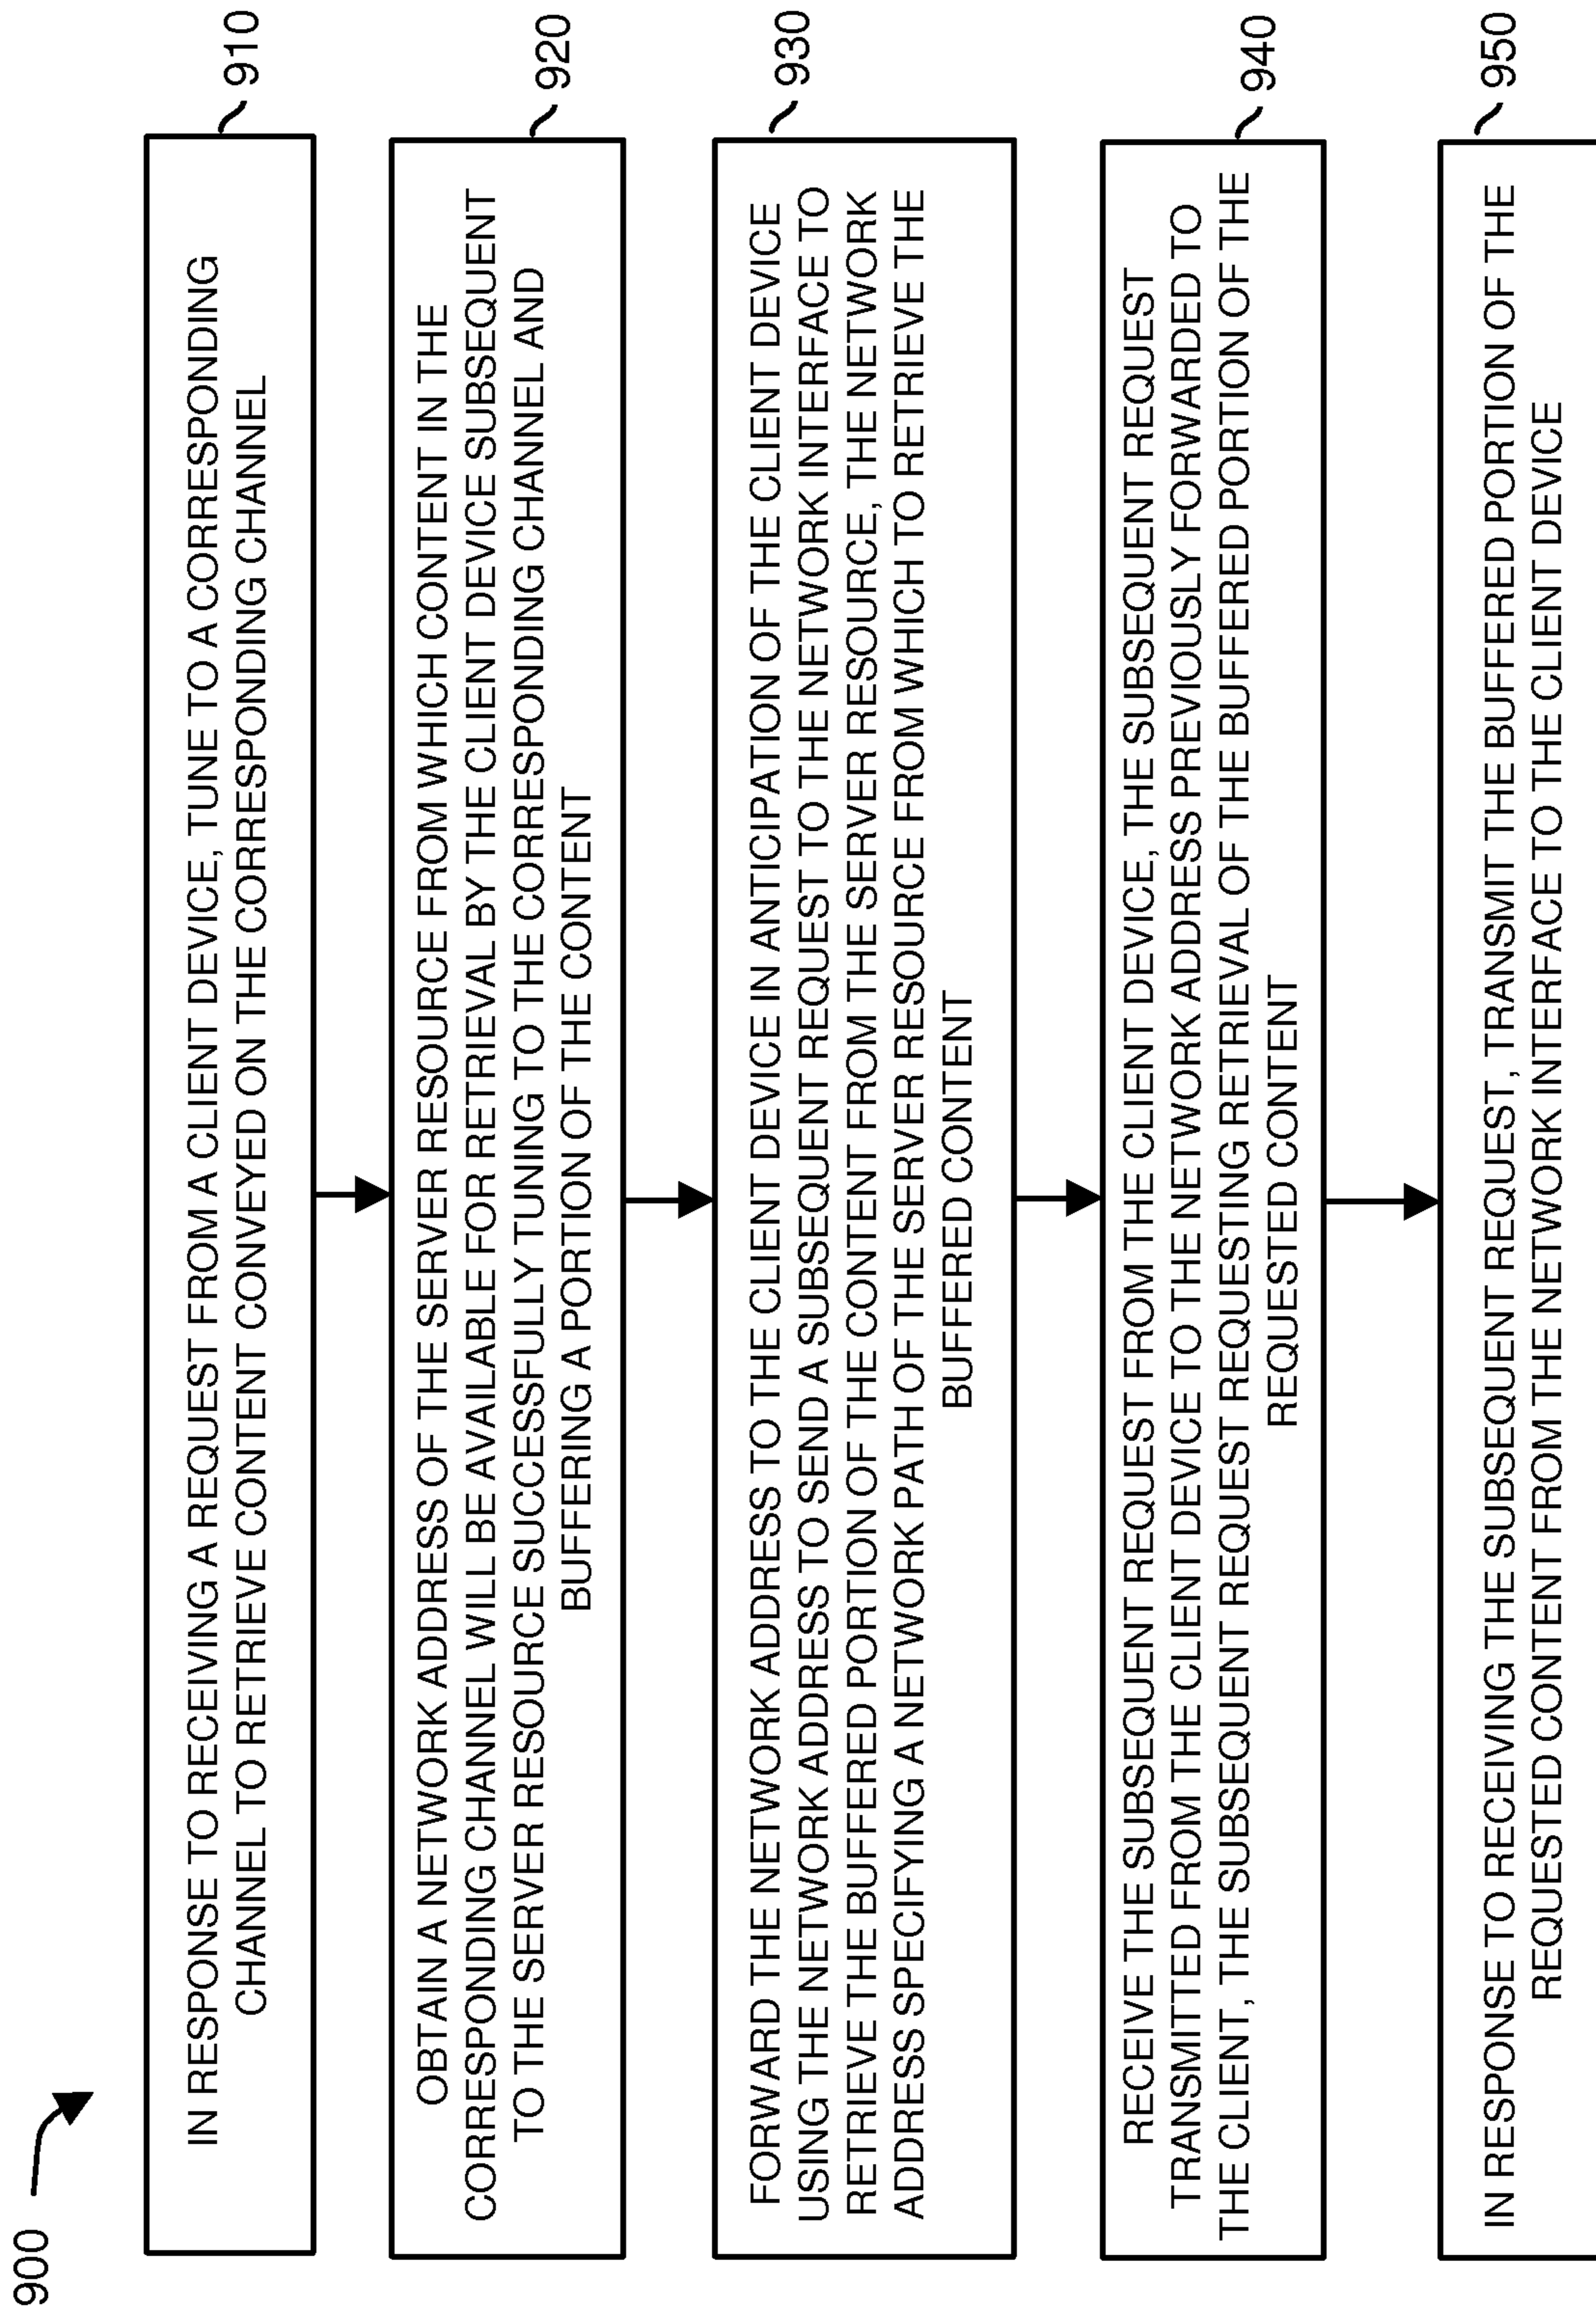 900
IN RESPONSE TO RECEIVING A REQUEST FROM A CLIENT DEVICE, TUNE TO A CORRESPONDING
CHANNEL TO RETRIEVE CONTENT CONVEYED ON THE CORRESPONDING CHANNEL
910
OBTAIN A NETWORK ADDRESS OF THE SERVER RESOURCE FROM WHICH CONTENT IN THE
CORRESPONDING CHANNEL WILL BE AVAILABLE FOR RETRIEVAL BY THE CLIENT DEVICE SUBSEQUENT
TO THE SERVER RESOURCE SUCCESSFULLY TUNING TO THE CORRESPONDING CHANNEL AND
BUFFERING A PORTION OF THE CONTENT
920
FORWARD THE NETWORK ADDRESS TO THE CLIENT DEVICE IN ANTICIPATION OF THE CLIENT DEVICE
USING THE NETWORK ADDRESS TO SEND A SUBSEQUENT REQUEST TO THE NETWORK INTERFACE TO
RETRIEVE THE BUFFERED PORTION OF THE CONTENT FROM THE SERVER RESOURCE, THE NETWORK
ADDRESS SPECIFYING A NETWORK PATH OF THE SERVER RESOURCE FROM WHICH TO RETRIEVE THE
BUFFERED CONTENT
930
RECEIVE THE SUBSEQUENT REQUEST FROM THE CLIENT DEVICE, THE SUBSEQUENT REQUEST
TRANSMITTED FROM THE CLIENT DEVICE TO THE NETWORK ADDRESS PREVIOUSLY FORWARDED TO
THE CLIENT, THE SUBSEQUENT REQUEST REQUESTING RETRIEVAL OF THE BUFFERED PORTION OF THE
REQUESTED CONTENT
940
IN RESPONSE TO RECEIVING THE SUBSEQUENT REQUEST, TRANSMIT THE BUFFERED PORTION OF THE
REQUESTED CONTENT FROM THE NETWORK INTERFACE TO THE CLIENT DEVICE
950